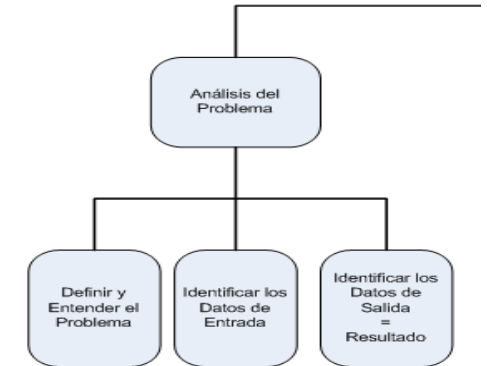 Análisis del
Problema
Definir y
Entender el
Problema
Identificar los
Datos de
Entrada
Identificar los
Datos de
Salida
=
Resultado